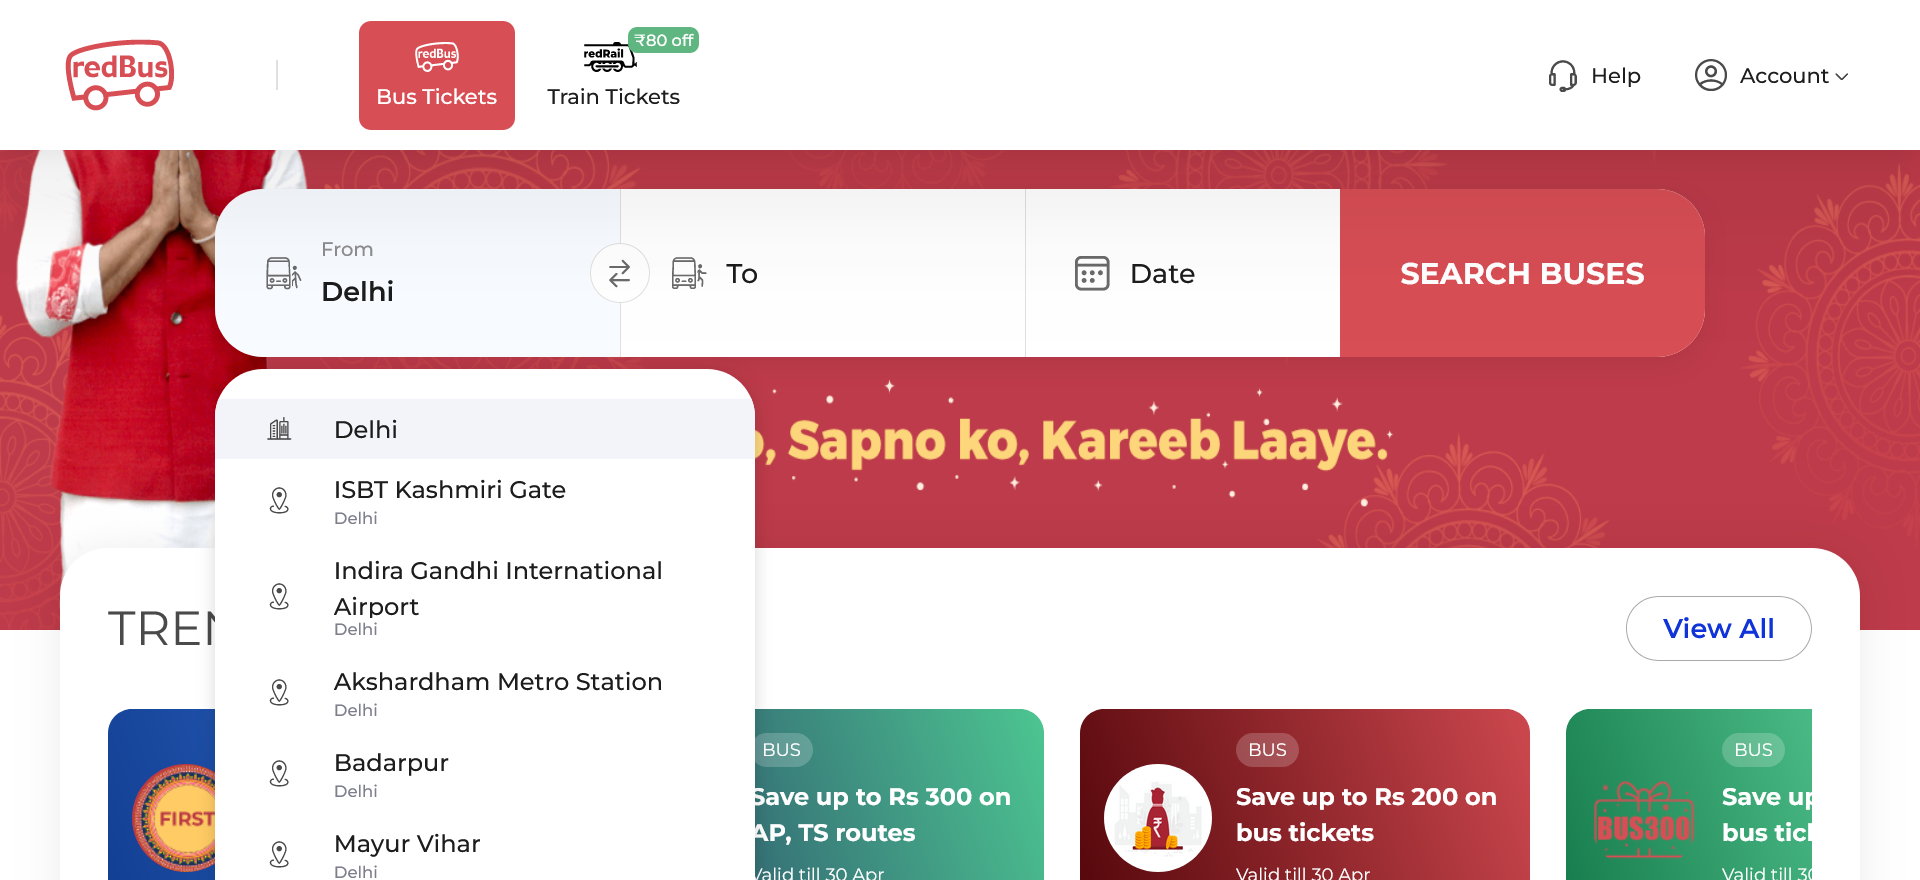 redBus
redBus
Bus Tickets
redRail
₹80 off
Train Tickets
Help
Account
From
Delhi
To
Date
SEARCH BUSES
, Sapno ko, Kareeb Laaye.
Delhi
ISBT Kashmiri Gate
Delhi
Indira Gandhi International
Airport
Delhi
Akshardham Metro Station
Delhi
Badarpur
Delhi
Mayur Vihar
Delhi
TREN
View All
FIRST
BUS
Save up to Rs 300 on
AP, TS routes
Valid till 30 Apr
BUS
Save up to Rs 200 on
bus tickets
Valid till 30 Apr
BUS300
BUS
Save up
bus tick
Valid till 30